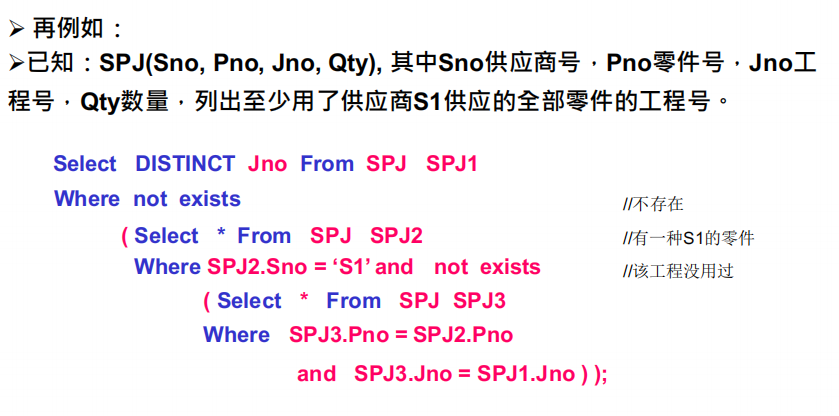 ➢ 再例如：
➢已知：SPJ(Sno, Pno, Jno, Qty), 其中Sno供应商号，Pno零件号，Jno工
程号，Qty数量，列出至少用了供应商S1供应的全部零件的工程号。
Select DISTINCT Jno From SPJ SPJ1
Where not exists //不存在
( Select * From SPJ SPJ2 //有一种S1的零件
Where SPJ2.Sno = ‘S1’ and not exists //该工程没用过
( Select * From SPJ SPJ3
Where SPJ3.Pno = SPJ2.Pno
and SPJ3.Jno = SPJ1.Jno ) );